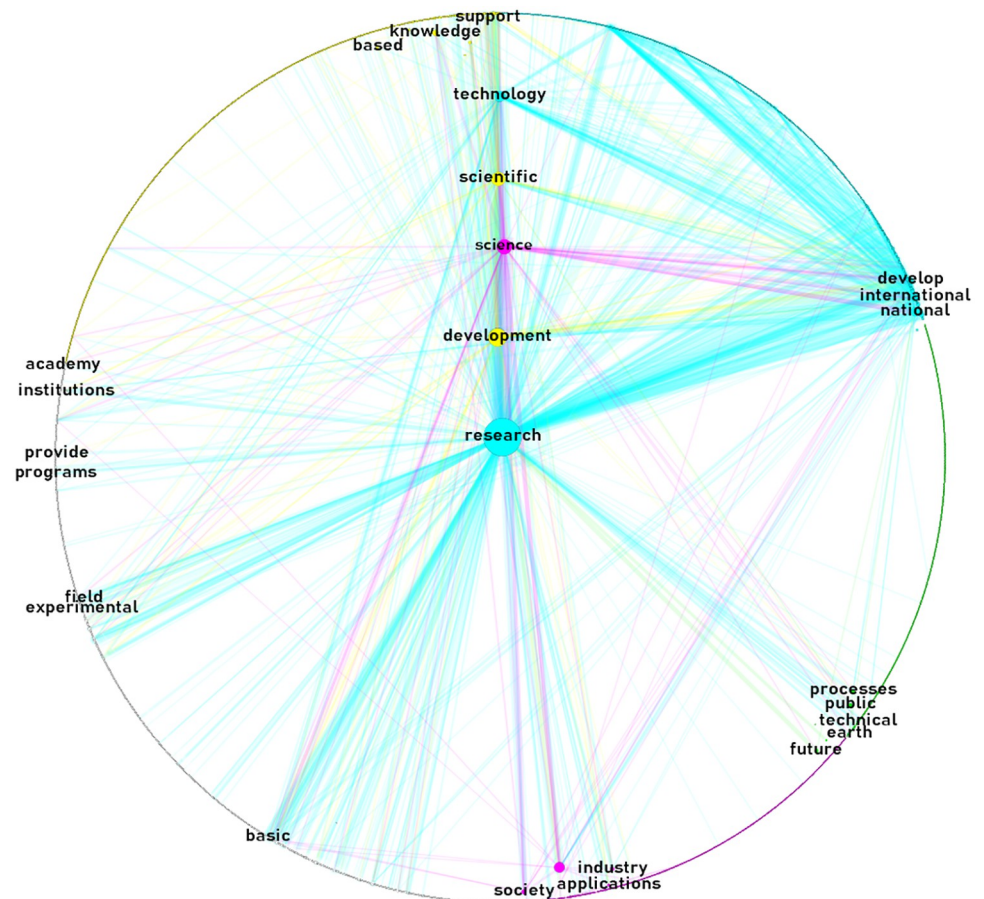 support
knowledge
based
technology
scientific
science
develop
international
national
development
academy
institutions
research
provide
programs
field
experimental
processes
public
technical
earth
future
basic
industry
applications
society